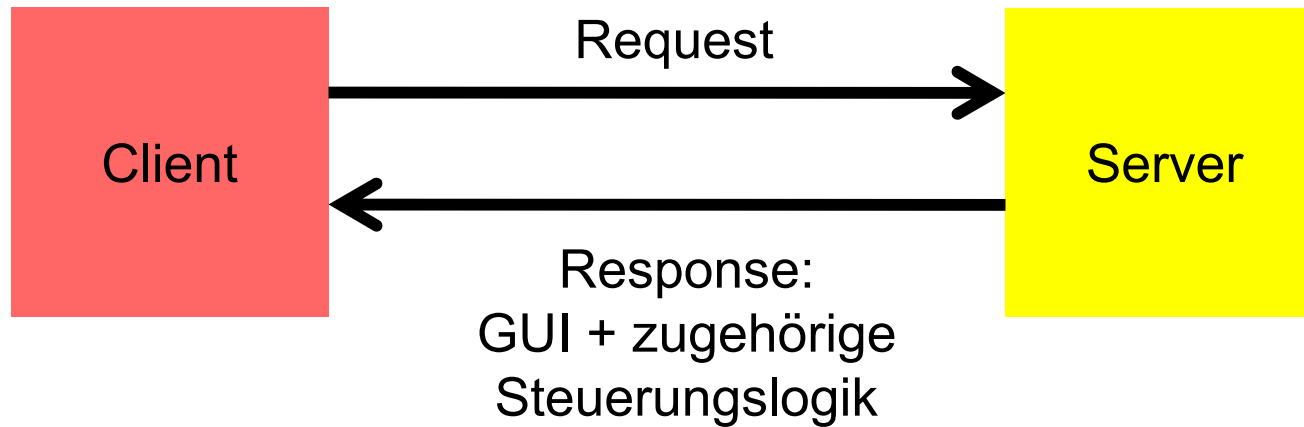 Request
Client
Server
Response:
GUI + zugehörige
Steuerungslogik